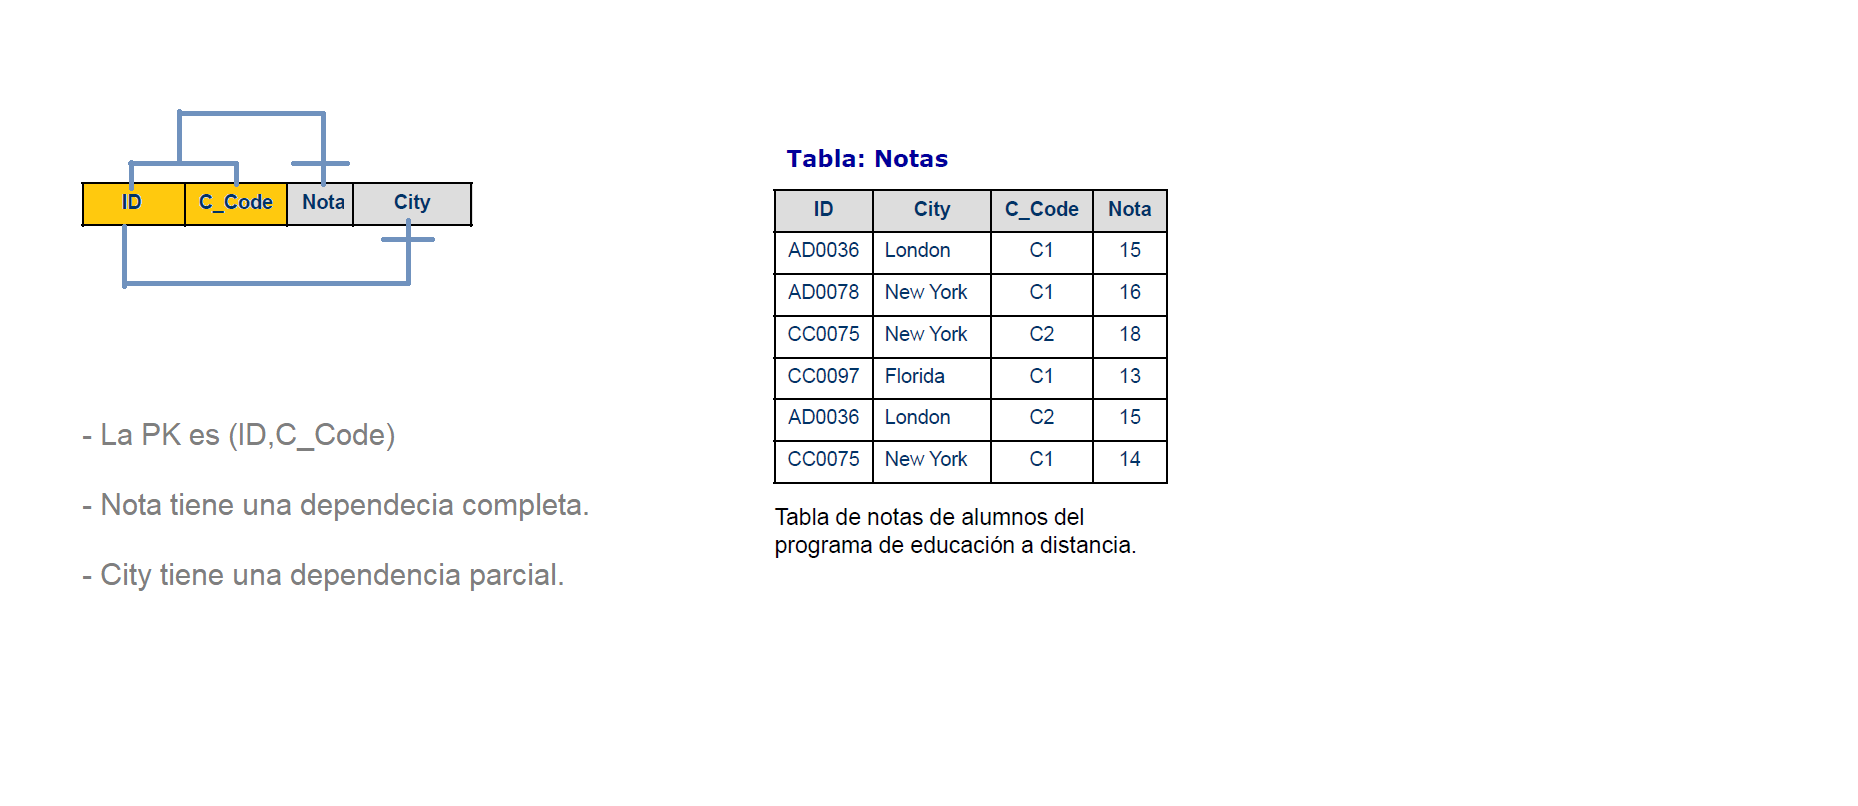 ID C_Code Nota City
- La PK es (ID,C_Code)
- Nota tiene una dependecia completa.
- City tiene una dependencia parcial.
Tabla: Notas
ID City C_Code Nota
AD0036 London C1 15
AD0078 New York C1 16
CC0075 New York C2 18
CC0097 Florida C1 13
AD0036 London C2 15
CC0075 New York C1 14
Tabla de notas de alumnos del
programa de educación a distancia.